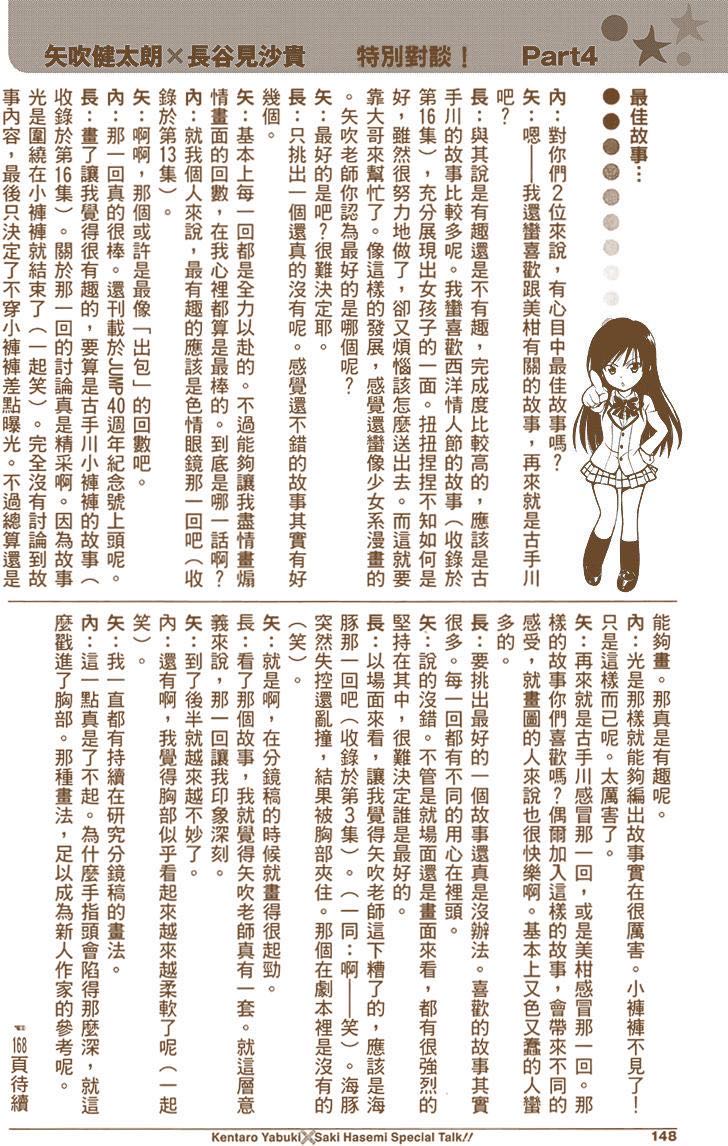 矢吹健太朗×長谷見沙貴　特別對談！　Part4
最佳故事…
內：對你們2位來說，有心目中最佳故事嗎？
矢：嗯——我還蠻喜歡跟美柑有關的故事，再來就是古手川
吧？
長：與其說是有趣還是不有趣，完成度比較高的，應該是古
手川的故事比較多呢。我蠻喜歡西洋情人節的故事（收錄於
第16集），充分展現出女孩子的一面。扭扭捏捏不知如何是
好，雖然很努力地做了，卻又煩惱該怎麼送出去。而這就要
靠大哥來幫忙了。像這樣的發展，感覺還蠻像少女系漫畫的
。矢吹老師你認為最好的是哪個呢？
矢：最好的是吧？很難決定耶。
長：只挑出一個還真的沒有呢。感覺還不錯的故事其實有好
幾個。
矢：基本上每一回都是全力以赴的。不過能夠讓我盡情畫煽
情畫面的回數，在我心裡都算是最棒的。到底是哪一話啊？
內：就我個人來說，最有趣的應該是色情眼鏡那一回吧（收
錄於第13集）。
矢：啊啊，那個或許是最像「出包」的回數吧。
內：那一回真的很棒。還刊載於JUMP40週年紀念號上頭呢。
長：畫了讓我覺得很有趣的，要算是古手川小褲褲的故事（
收錄於第16集）。關於那一回的討論真是精采啊。因為故事
光是圍繞在小褲褲就結束了（一起笑）。完全沒有討論到故
事內容，最後只決定了不穿小褲褲差點曝光。不過總算還是
能夠畫。那真是有趣呢。
內：光是那樣就能夠編出故事實在很厲害。小褲褲不見了！
只是這樣而已呢。太厲害了。
矢：再來就是古手川感冒那一回，或是美柑感冒那一回。那
樣的故事你們喜歡嗎？偶爾加入這樣的故事，會帶來不同的
感受，就畫圖的人來說也很快樂啊。基本上又色又蠢的人蠻
多的。
長：要挑出最好的一個故事還真是沒辦法。喜歡的故事其實
很多。每一回都有不同的用心在裡頭。
矢：說的沒錯。不管是就場面還是畫面來看，都有很強烈的
堅持在其中，很難決定誰是最好的。
長：以場面來看，讓我覺得矢吹老師這下糟了的，應該是海
豚那一回吧（收錄於第3集）。（一同：啊——笑）。海豚
突然失控還亂撞，結果被胸部夾住。那個在劇本裡是沒有的
（笑）。
矢：就是啊，在分鏡稿的時候就畫得很起勁。
長：看了那個故事，我就覺得矢吹老師真有一套。就這層意
義來說，那一回讓我印象深刻。
矢：到了後半就越來越不妙了。
內：還有啊，我覺得胸部似乎看起來越來越柔軟了呢（一起
笑）。
矢：我一直都有持續在研究分鏡稿的畫法。
內：這一點真是了不起。為什麼手指頭會陷得那麼深，就這
麼戳進了胸部。那種畫法，足以成為新人作家的參考呢。
168頁待續
Kentaro Yabuki×Saki Hasemi Special Talk!!
148